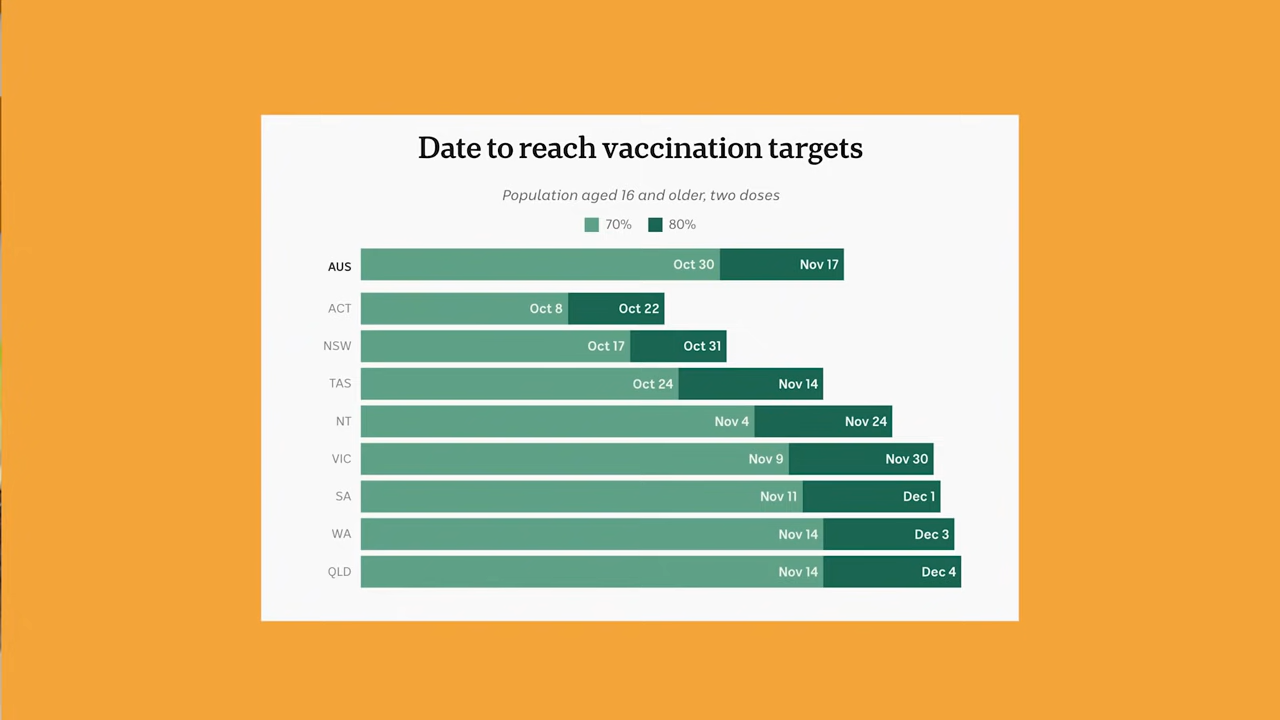 Date to reach vaccination targets
Population aged 16 and older, two doses
70% 80%
AUS Oct 30 Nov 17
ACT Oct 8 Oct 22
NSW Oct 17 Oct 31
TAS Oct 24 Nov 14
NT Nov 4 Nov 24
VIC Nov 9 Nov 30
SA Nov 11 Dec 1
WA Nov 14 Dec 3
QLD Nov 14 Dec 4